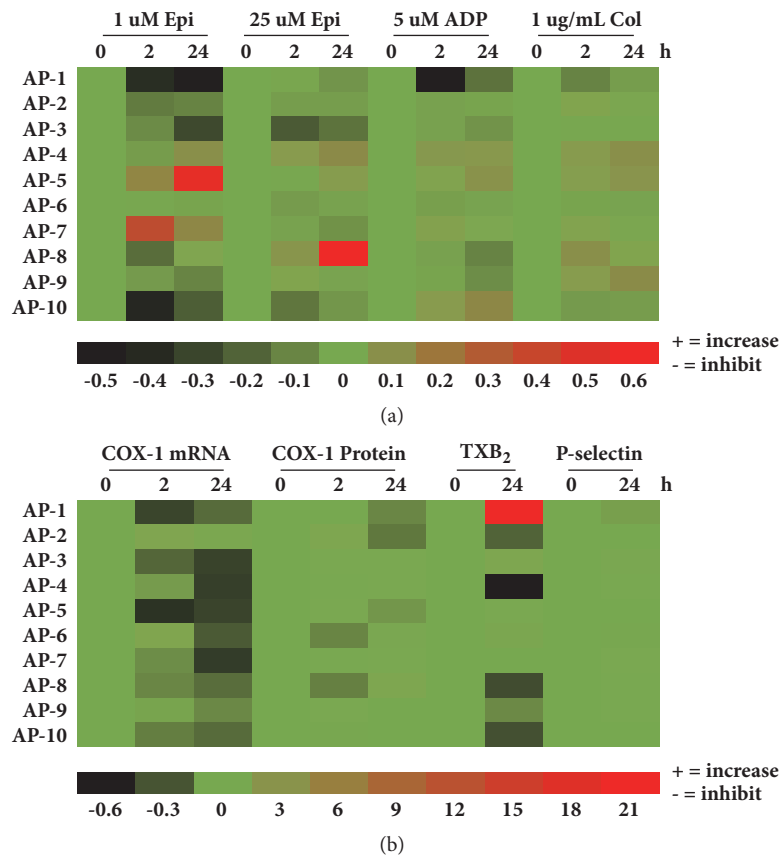 1 uM Epi 25 uM Epi 5 uM ADP 1 ug/mL Col
0 2 24 0 2 24 0 2 24 0 2 24 h
AP-1
AP-2
AP-3
AP-4
AP-5
AP-6
AP-7
AP-8
AP-9
AP-10
+ = increase
- = inhibit
-0.5 -0.4 -0.3 -0.2 -0.1 0 0.1 0.2 0.3 0.4 0.5 0.6
(a)
COX-1 mRNA COX-1 Protein TXB₂ P-selectin
0 2 24 0 2 24 0 24 0 24 h
AP-1
AP-2
AP-3
AP-4
AP-5
AP-6
AP-7
AP-8
AP-9
AP-10
+ = increase
- = inhibit
-0.6 -0.3 0 3 6 9 12 15 18 21
(b)